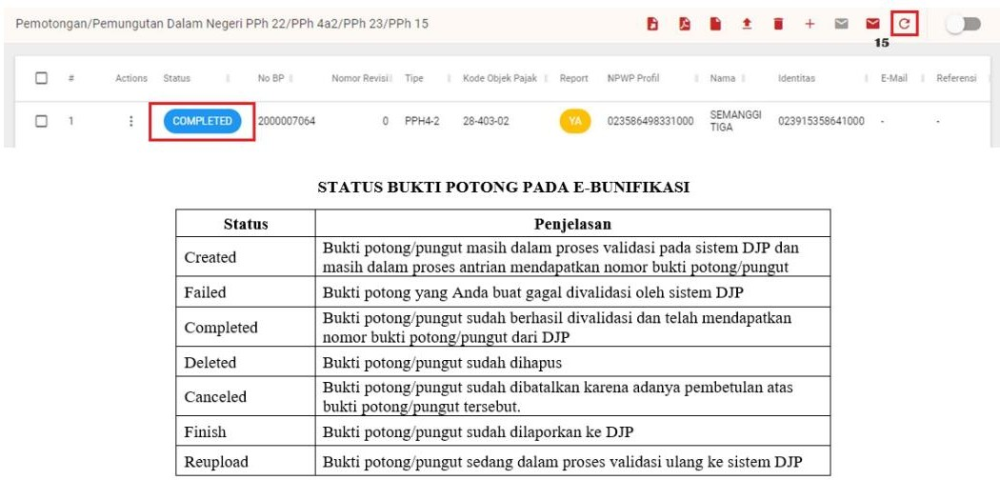 Pemotongan/Pemungutan Dalam Negeri PPh 22/PPh 4a2/PPh 23/PPh 15
15
# Actions Status No BP Nomor Revisi Tipe Kode Objek Pajak Report NPWP Profil Nama Identitas E-Mail Referensi
1 COMPLETED 2000007064 0 PPH4-2 28-403-02 YA 023586498331000 SEMANGGI TIGA 023915358641000 - -
STATUS BUKTI POTONG PADA E-BUNIFIKASI
Status Penjelasan
Created Bukti potong/pungut masih dalam proses validasi pada sistem DJP dan
masih dalam proses antrian mendapatkan nomor bukti potong/pungut
Failed Bukti potong yang Anda buat gagal divalidasi oleh sistem DJP
Completed Bukti potong/pungut sudah berhasil divalidasi dan telah mendapatkan
nomor bukti potong/pungut dari DJP
Deleted Bukti potong/pungut sudah dihapus
Canceled Bukti potong/pungut sudah dibatalkan karena adanya pembetulan atas
bukti potong/pungut tersebut.
Finish Bukti potong/pungut sudah dilaporkan ke DJP
Reupload Bukti potong/pungut sedang dalam proses validasi ulang ke sistem DJP